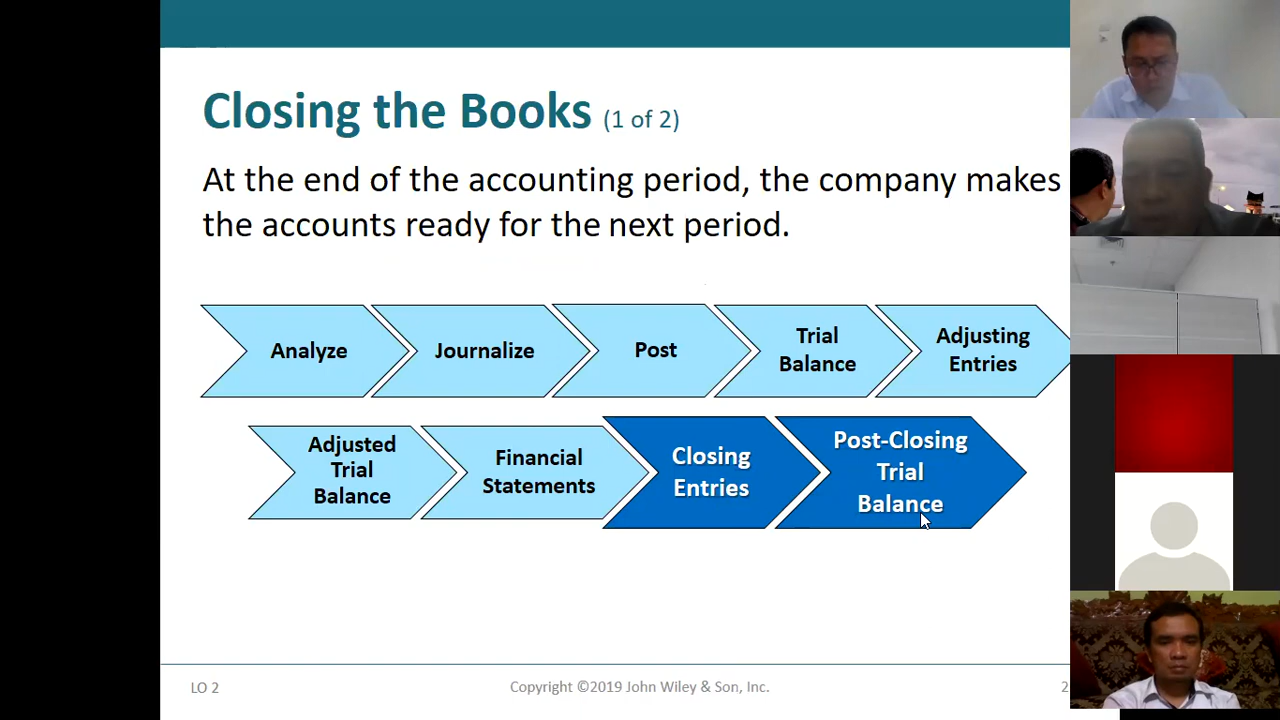 Closing the Books (1 of 2)
At the end of the accounting period, the company makes
the accounts ready for the next period.
Analyze
Journalize
Post
Trial
Balance
Adjusting
Entries
Adjusted
Trial
Balance
Financial
Statements
Closing
Entries
Post-Closing
Trial
Balance
LO 2
Copyright ©2019 John Wiley & Son, Inc.
2